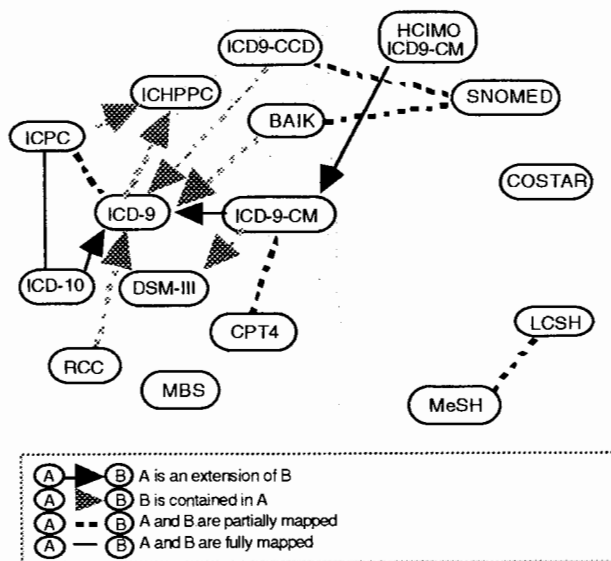 HCIMO
ICD9-CM
ICD9-CCD
SNOMED
ICHPPC
BAIK
ICPC
COSTAR
ICD-9
ICD-9-CM
ICD-10
DSM-III
CPT4
LCSH
RCC
MBS
MeSH
A B A is an extension of B
A B B is contained in A
A B A and B are partially mapped
A B A and B are fully mapped